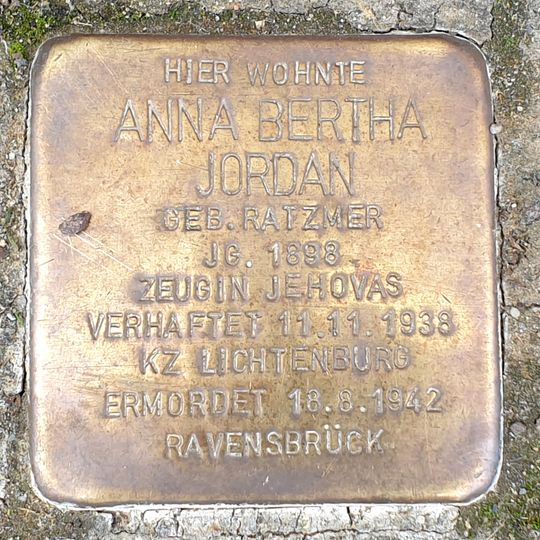 HIER WOHNTE
ANNA BERTHA
JORDAN
GEB. RATZMER
JG. 1898
ZEUGIN JEHOVAS
VERHAFTET 11.11.1938
KZ LICHTENBURG
ERMORDET 18.8.1942
RAVENSBRÜCK